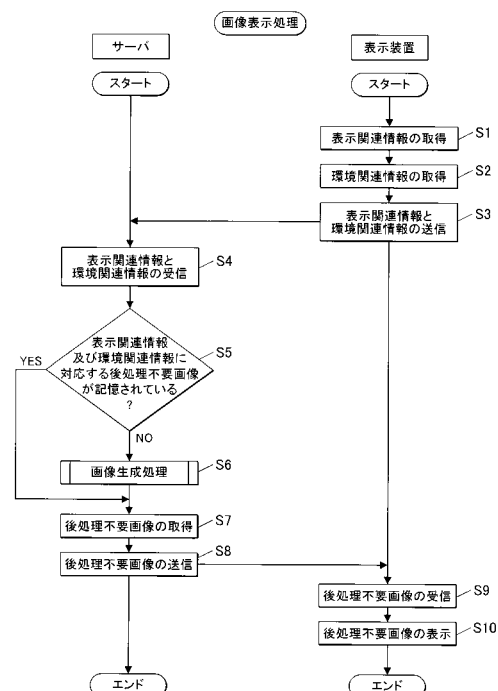 画像表示処理
サーバ
表示装置
スタート
スタート
表示関連情報の取得
S1
環境関連情報の取得
S2
表示関連情報と
環境関連情報の送信
S3
表示関連情報と
環境関連情報の受信
S4
表示関連情報
及び環境関連情報に
対応する後処理不要画像
が記憶されている
?
S5
YES
NO
画像生成処理
S6
後処理不要画像の取得
S7
後処理不要画像の送信
S8
後処理不要画像の受信
S9
後処理不要画像の表示
S10
エンド
エンド